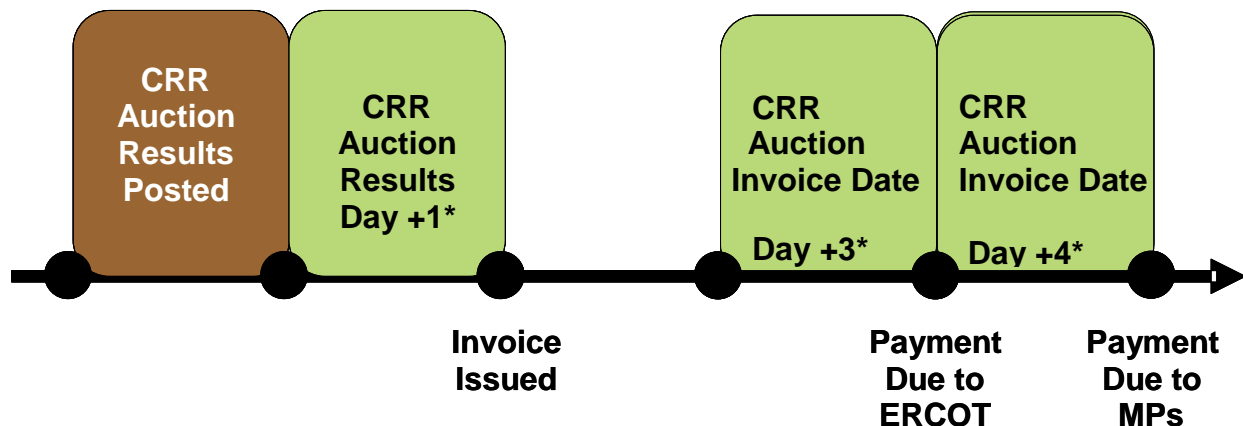 CRR
Auction
Results
Posted
CRR
Auction
Results
Day +1*
CRR
Auction
Invoice Date
Day +3*
CRR
Auction
Invoice Date
Day +4*
Invoice
Issued
Payment
Due to
ERCOT
Payment
Due to
MPs